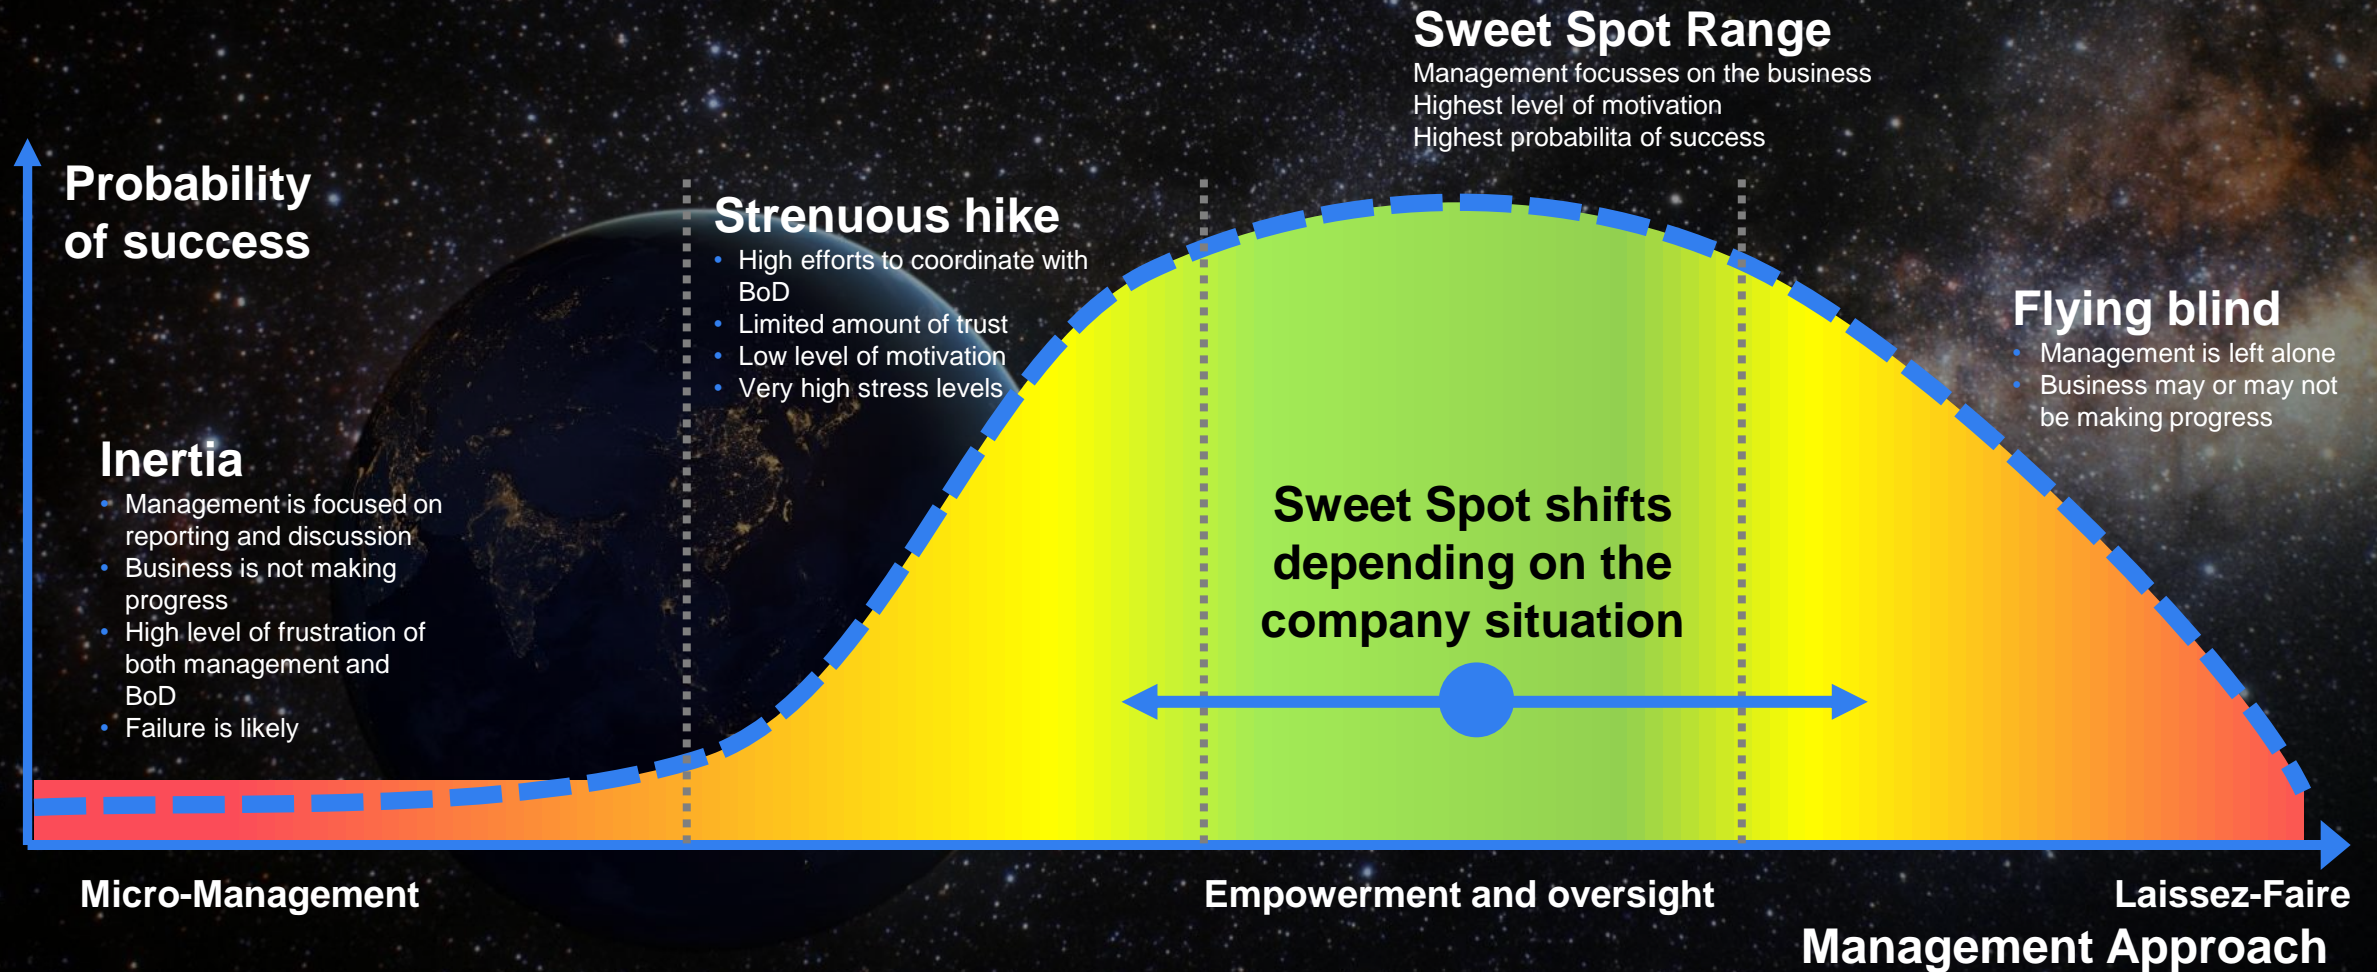 Sweet Spot Range
Management focusses on the business
Highest level of motivation
Highest probabilita of success
Probability
of success
Strenuous hike
• High efforts to coordinate with
BoD
• Limited amount of trust
• Low level of motivation
• Very high stress levels
Flying blind
• Management is left alone
• Business may or may not
be making progress
Inertia
• Management is focused on
reporting and discussion
• Business is not making
progress
• High level of frustration of
both management and
BoD
• Failure is likely
Sweet Spot shifts
depending on the
company situation
Micro-Management
Empowerment and oversight
Laissez-Faire
Management Approach